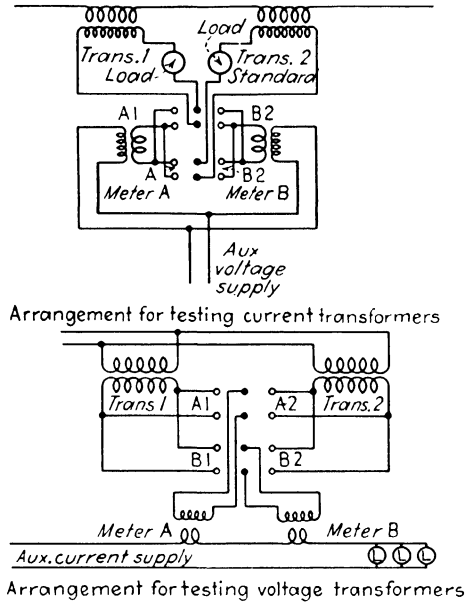 Load
Trans.1
Load
Trans. 2
Standard
A1
B2
A
B2
Meter A
Meter B
Aux
voltage
supply
Arrangement for testing current transformers
Trans.1
A1
A2
Trans.2
B1
B2
Meter A
Meter B
Aux.current supply
L L L
Arrangement for testing voltage transformers